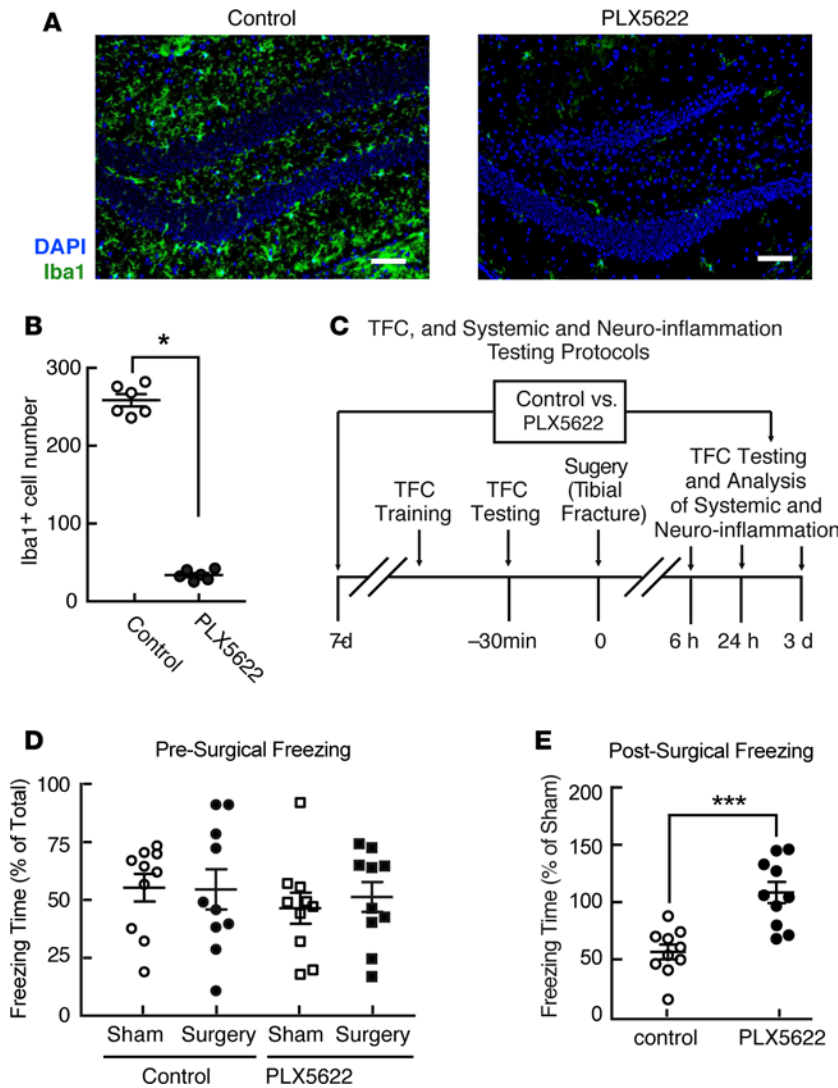 A
Control
PLX5622
DAPI
Iba1
B
*
300
200
100
0
Iba1+ cell number
Control
PLX5622
C
TFC, and Systemic and Neuro-inflammation
Testing Protocols
Control vs.
PLX5622
TFC
Training
TFC
Testing
Sugery
(Tibial
Fracture)
TFC Testing
and Analysis
of Systemic and
Neuro-inflammation
-7d
–30min
0
6 h
24 h
3 d
D
Pre-Surgical Freezing
Freezing Time (% of Total)
100
75
50
25
0
Sham
Surgery
Sham
Surgery
Control
PLX5622
E
Post-Surgical Freezing
Freezing Time (% of Sham)
200
150
100
50
0
***
control
PLX5622